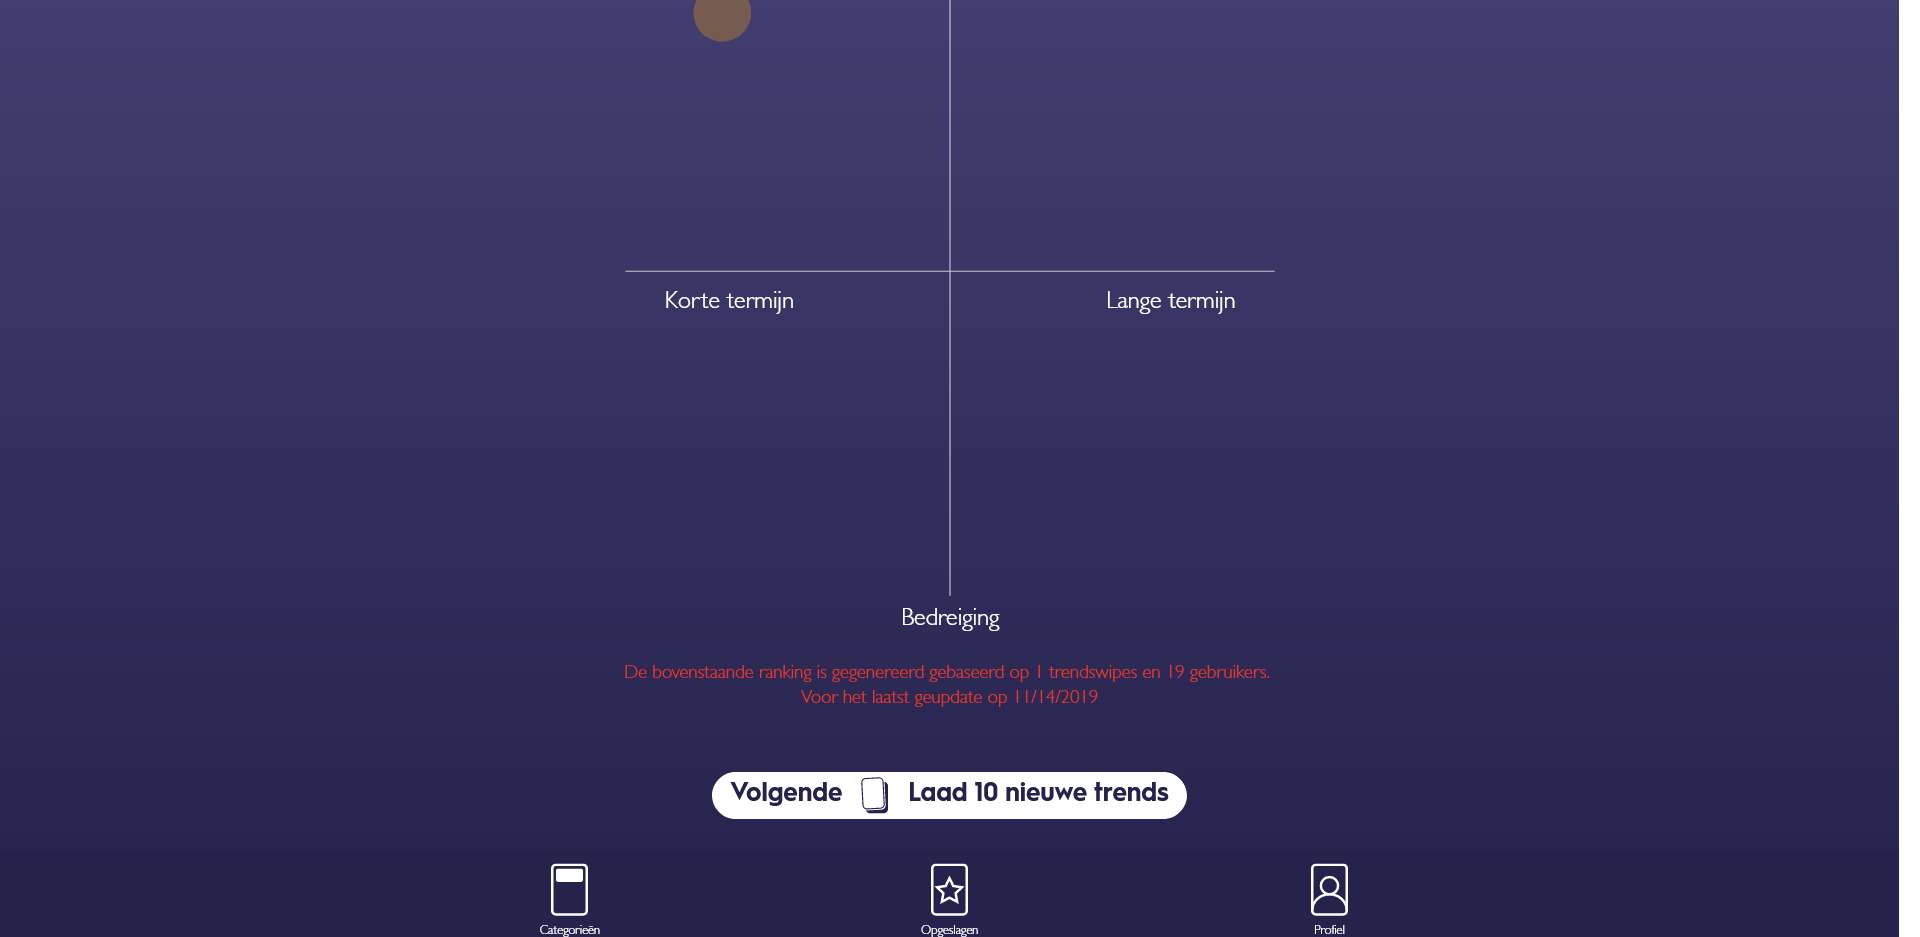 Korte termijn
Lange termijn
Bedreiging
De bovenstaande ranking is gegenereerd gebaseerd op 1 trendswipes en 19 gebruikers.
Voor het laatst geupdate op 11/14/2019
Volgende Laad 10 nieuwe trends
Categorieën
Opgeslagen
Profiel